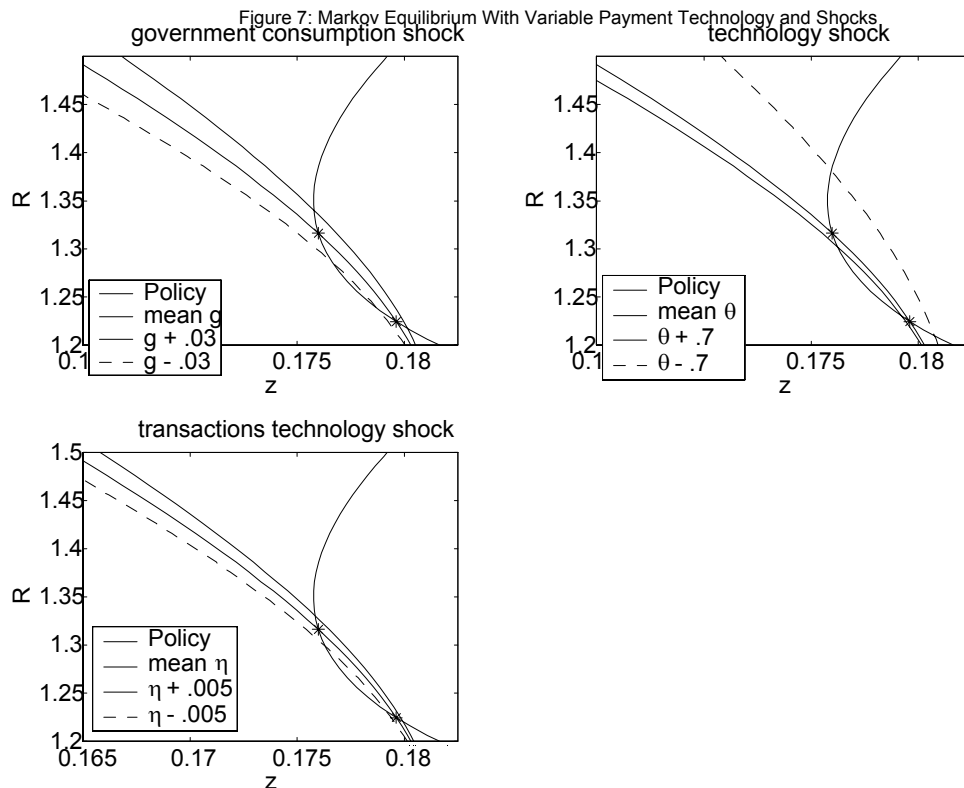 Figure 7: Markov Equilibrium With Variable Payment Technology and Shocks
government consumption shock
1.45
1.4
1.35
1.3
1.25
1.2
R
Policy
mean g
g + .03
g - .03
0.1
0.175
0.18
z
technology shock
1.45
1.4
1.35
1.3
1.25
1.2
R
Policy
mean θ
θ + .7
θ - .7
0.175
0.18
z
transactions technology shock
1.5
1.45
1.4
1.35
1.3
1.25
1.2
R
Policy
mean η
η + .005
η - .005
0.165
0.17
0.175
0.18
z